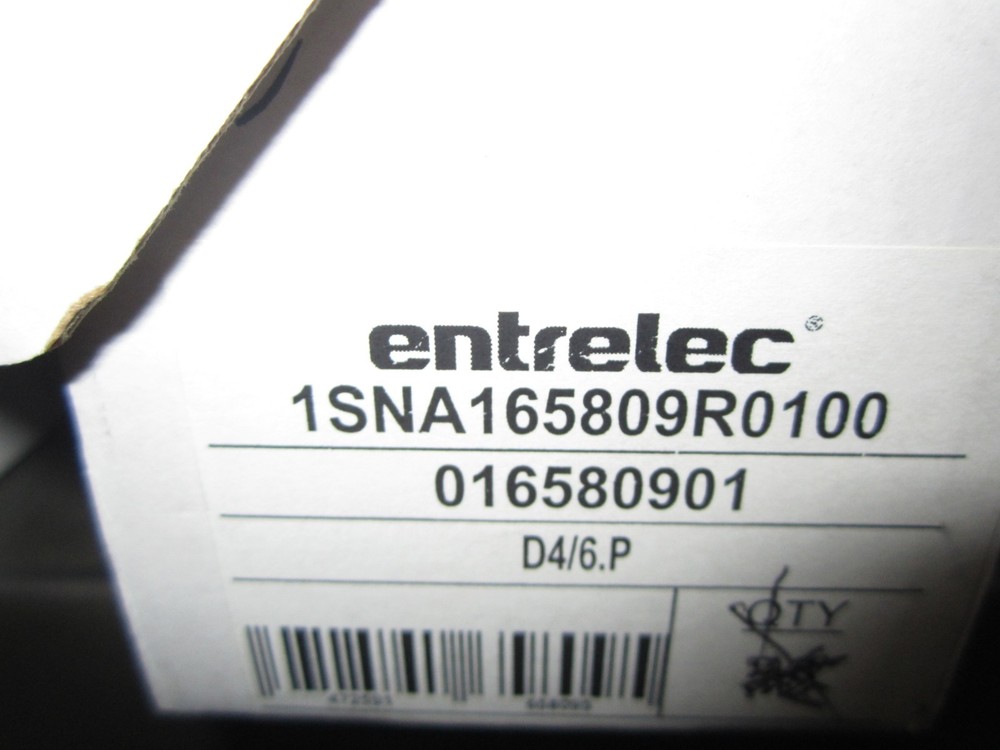 entrelec®
1SNA165809R0100
016580901
D4/6.P
QTY